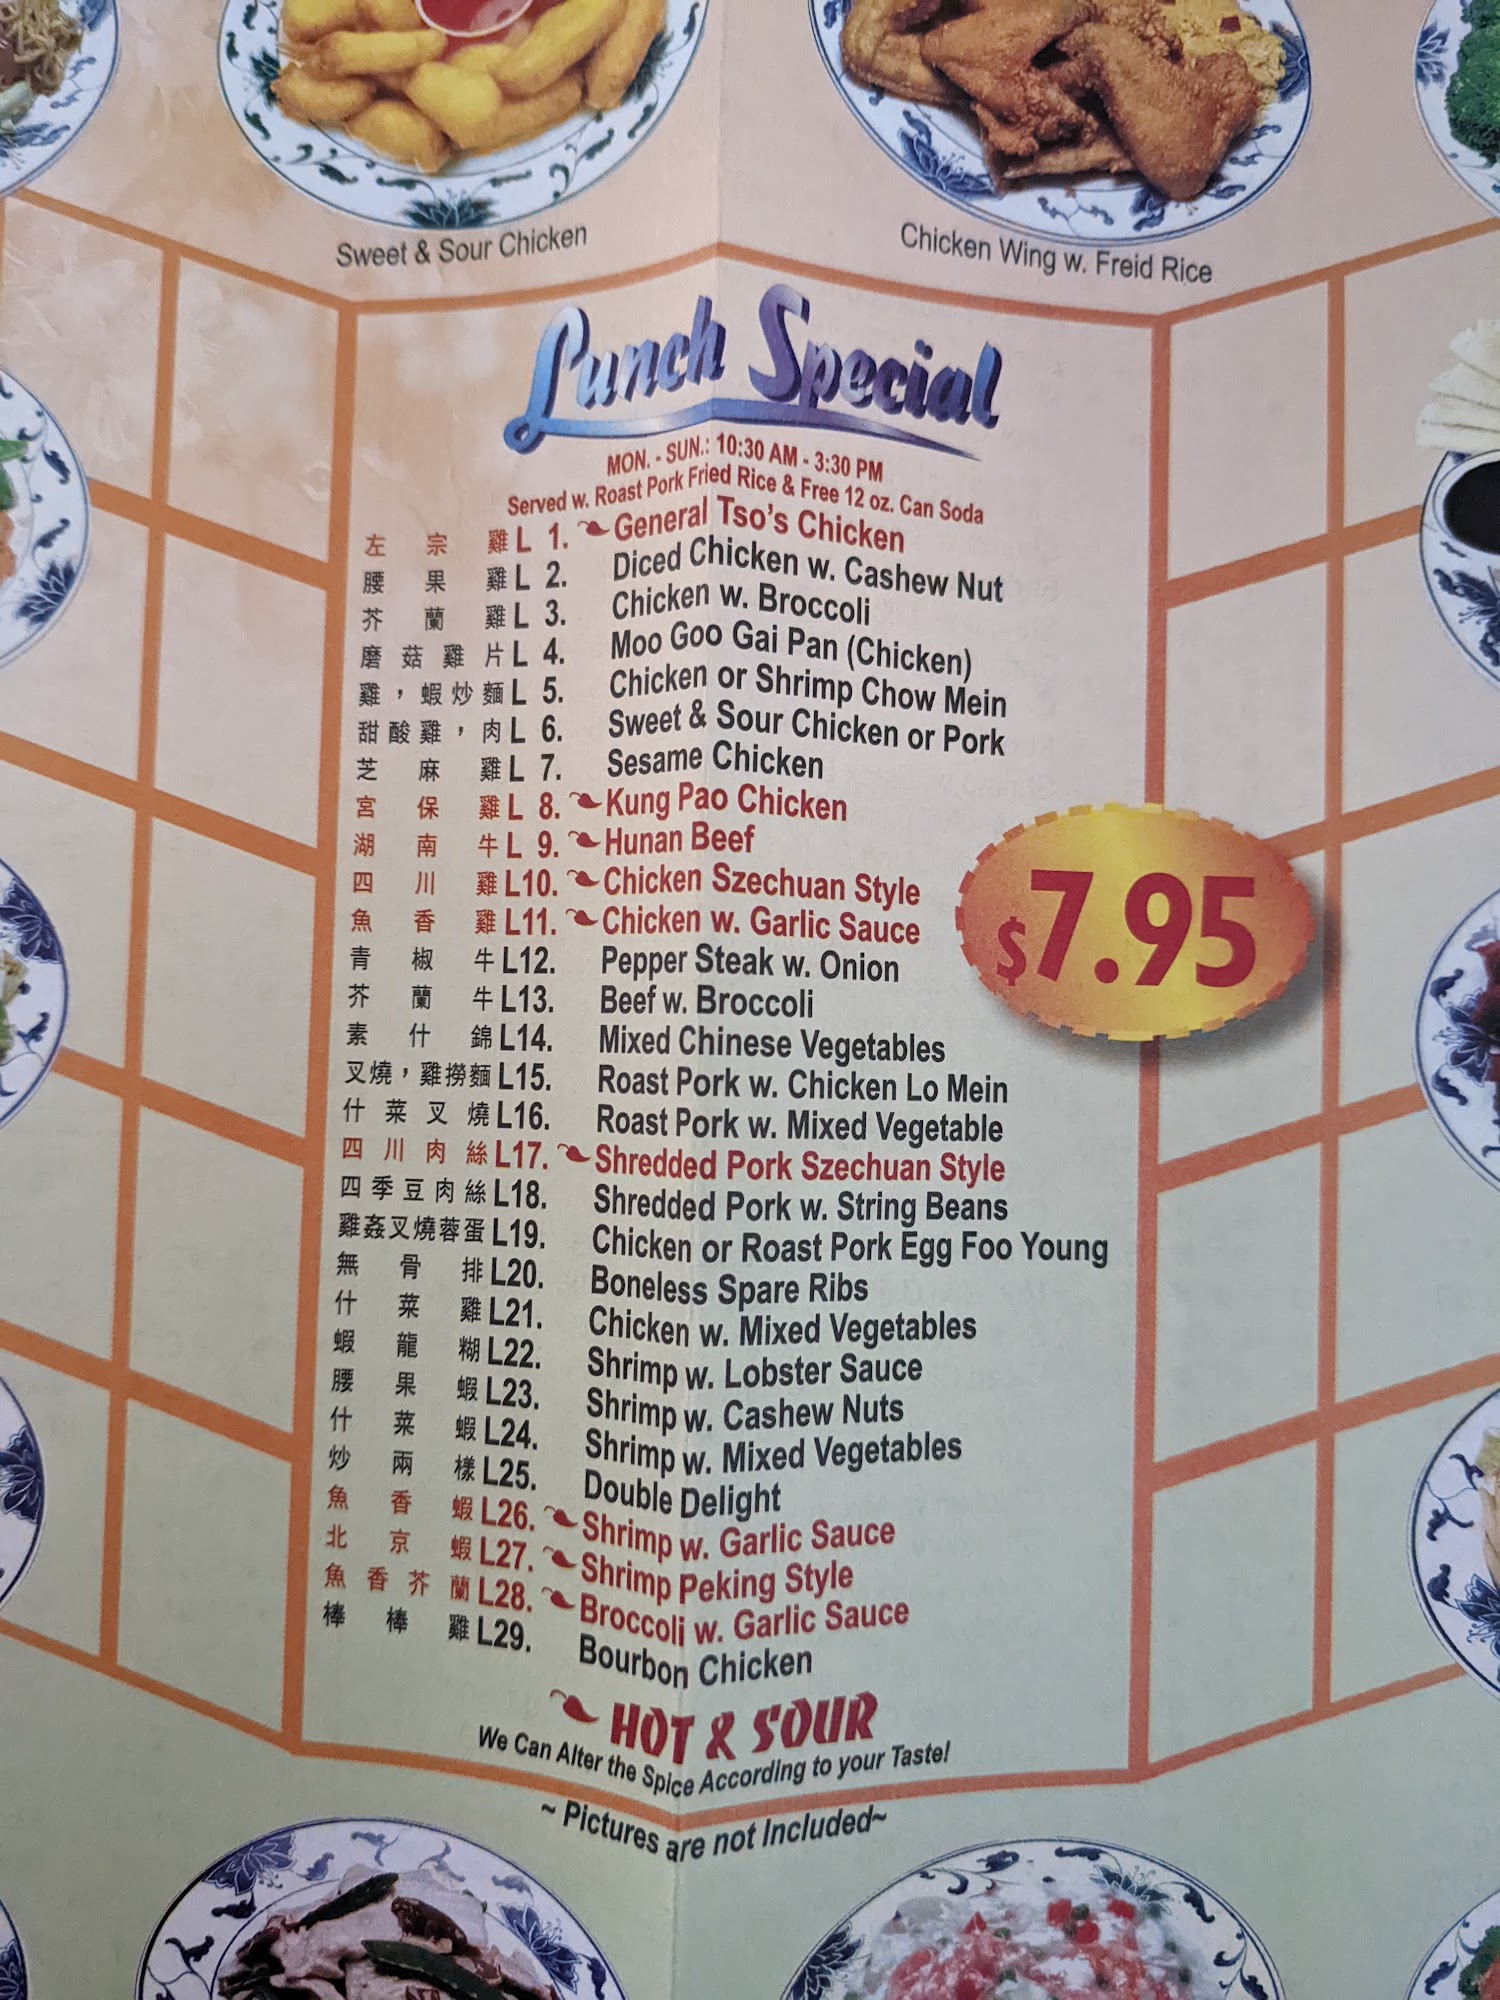 Sweet & Sour Chicken
Chicken Wing w. Freid Rice
Lunch Special
MON. - SUN.: 10:30 AM - 3:30 PM
Served w. Roast Pork Fried Rice & Free 12 oz. Can Soda
左宗雞 L 1. General Tso's Chicken
腰果雞 L 2. Diced Chicken w. Cashew Nut
芥蘭雞 L 3. Chicken w. Broccoli
磨菇雞片 L 4. Moo Goo Gai Pan (Chicken)
雞，蝦炒麵 L 5. Chicken or Shrimp Chow Mein
甜酸雞，肉 L 6. Sweet & Sour Chicken or Pork
芝麻雞 L 7. Sesame Chicken
宮保雞 L 8. Kung Pao Chicken
湖南牛 L 9. Hunan Beef
四川雞 L10. Chicken Szechuan Style
魚香雞 L11. Chicken w. Garlic Sauce
青椒牛 L12. Pepper Steak w. Onion
芥蘭牛 L13. Beef w. Broccoli
素什錦 L14. Mixed Chinese Vegetables
叉燒，雞撈麵 L15. Roast Pork w. Chicken Lo Mein
什菜叉燒 L16. Roast Pork w. Mixed Vegetable
四川肉絲 L17. Shredded Pork Szechuan Style
四季豆肉絲 L18. Shredded Pork w. String Beans
雞姦叉燒蓉蛋 L19. Chicken or Roast Pork Egg Foo Young
無骨排 L20. Boneless Spare Ribs
什菜雞 L21. Chicken w. Mixed Vegetables
蝦龍糊 L22. Shrimp w. Lobster Sauce
腰果蝦 L23. Shrimp w. Cashew Nuts
什菜蝦 L24. Shrimp w. Mixed Vegetables
炒兩樣 L25. Double Delight
魚香蝦 L26. Shrimp w. Garlic Sauce
北京蝦 L27. Shrimp Peking Style
魚香芥蘭 L28. Broccoli w. Garlic Sauce
棒棒雞 L29. Bourbon Chicken
$7.95
HOT & SOUR
We Can Alter the Spice According to your Taste!
~ Pictures are not Included~